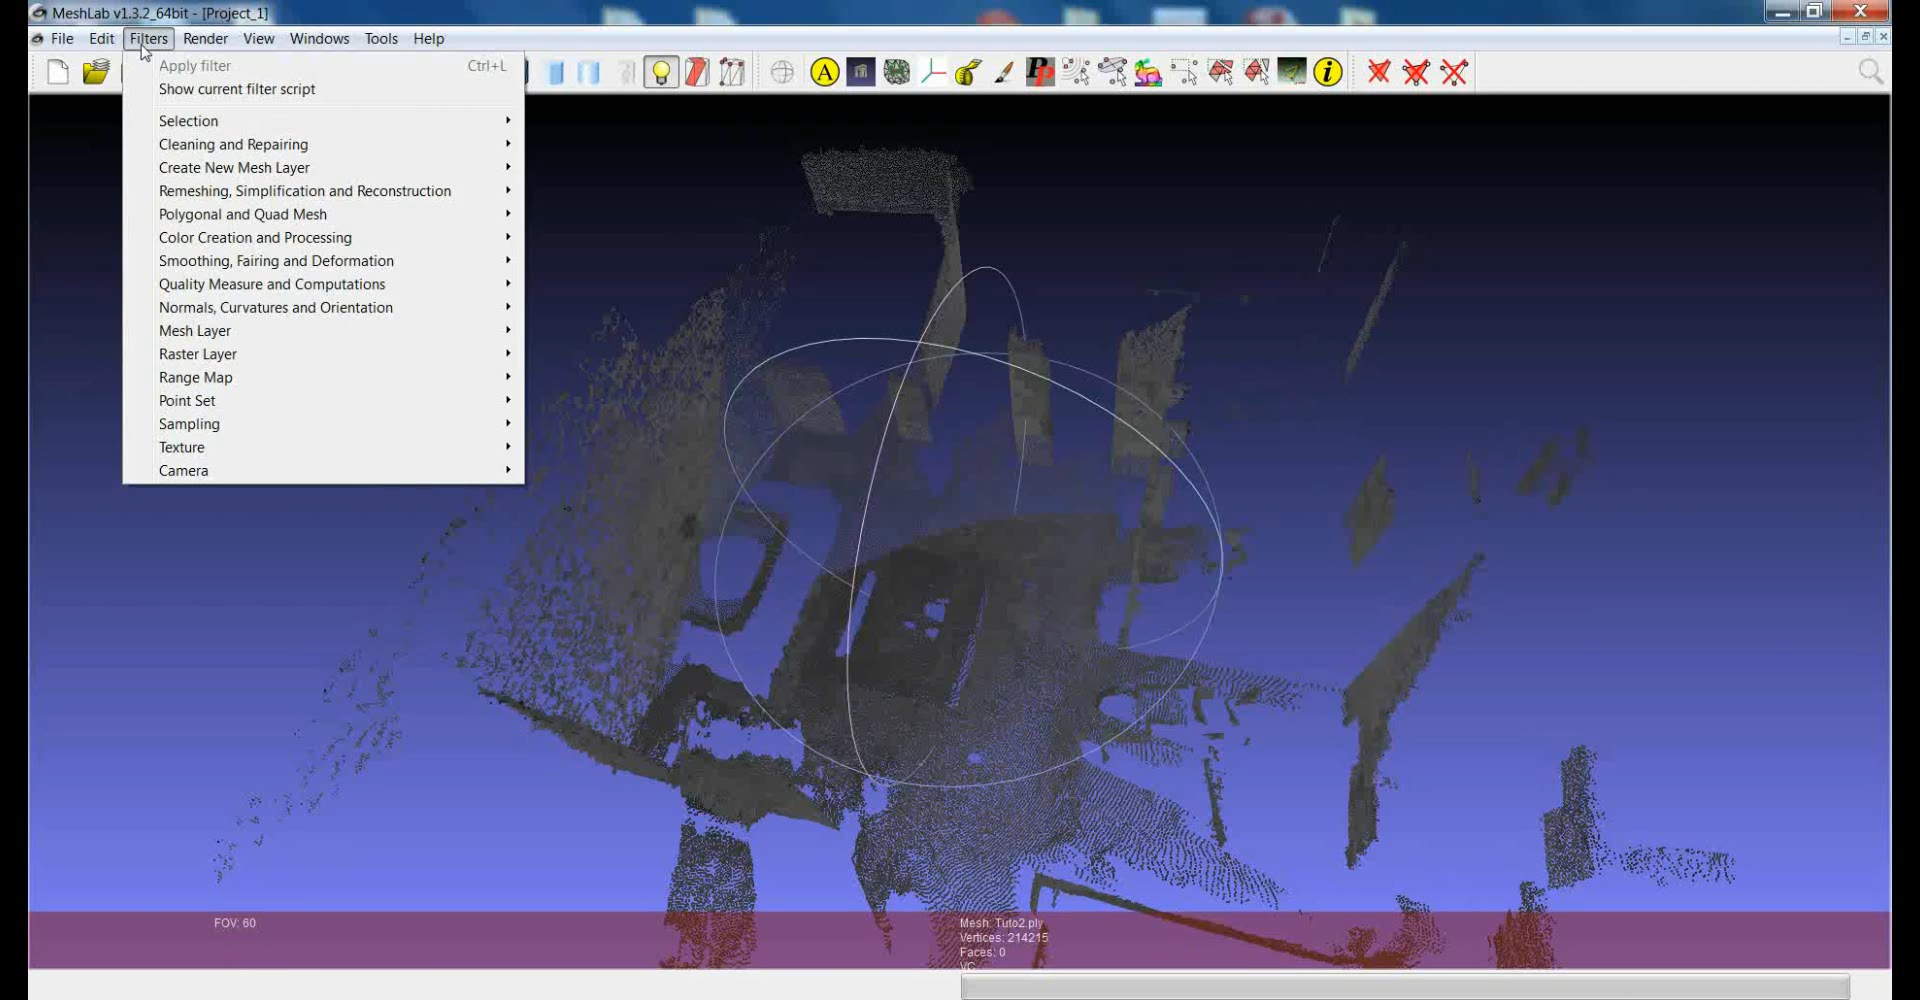 MeshLab v1.3.2_64bit - [Project_1]
File Edit Filters Render View Windows Tools Help
Apply filter Ctrl+L
Show current filter script
Selection
Cleaning and Repairing
Create New Mesh Layer
Remeshing, Simplification and Reconstruction
Polygonal and Quad Mesh
Color Creation and Processing
Smoothing, Fairing and Deformation
Quality Measure and Computations
Normals, Curvatures and Orientation
Mesh Layer
Raster Layer
Range Map
Point Set
Sampling
Texture
Camera
A
PP
i
FOV: 60
Mesh: Tuto2.ply
Vertices: 214215
Faces: 0
VC